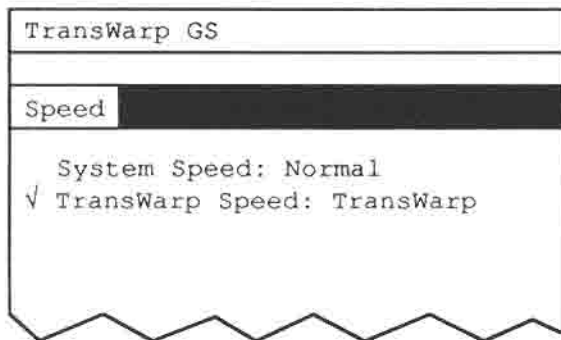 TransWarp GS
Speed
System Speed: Normal
√ TransWarp Speed: TransWarp